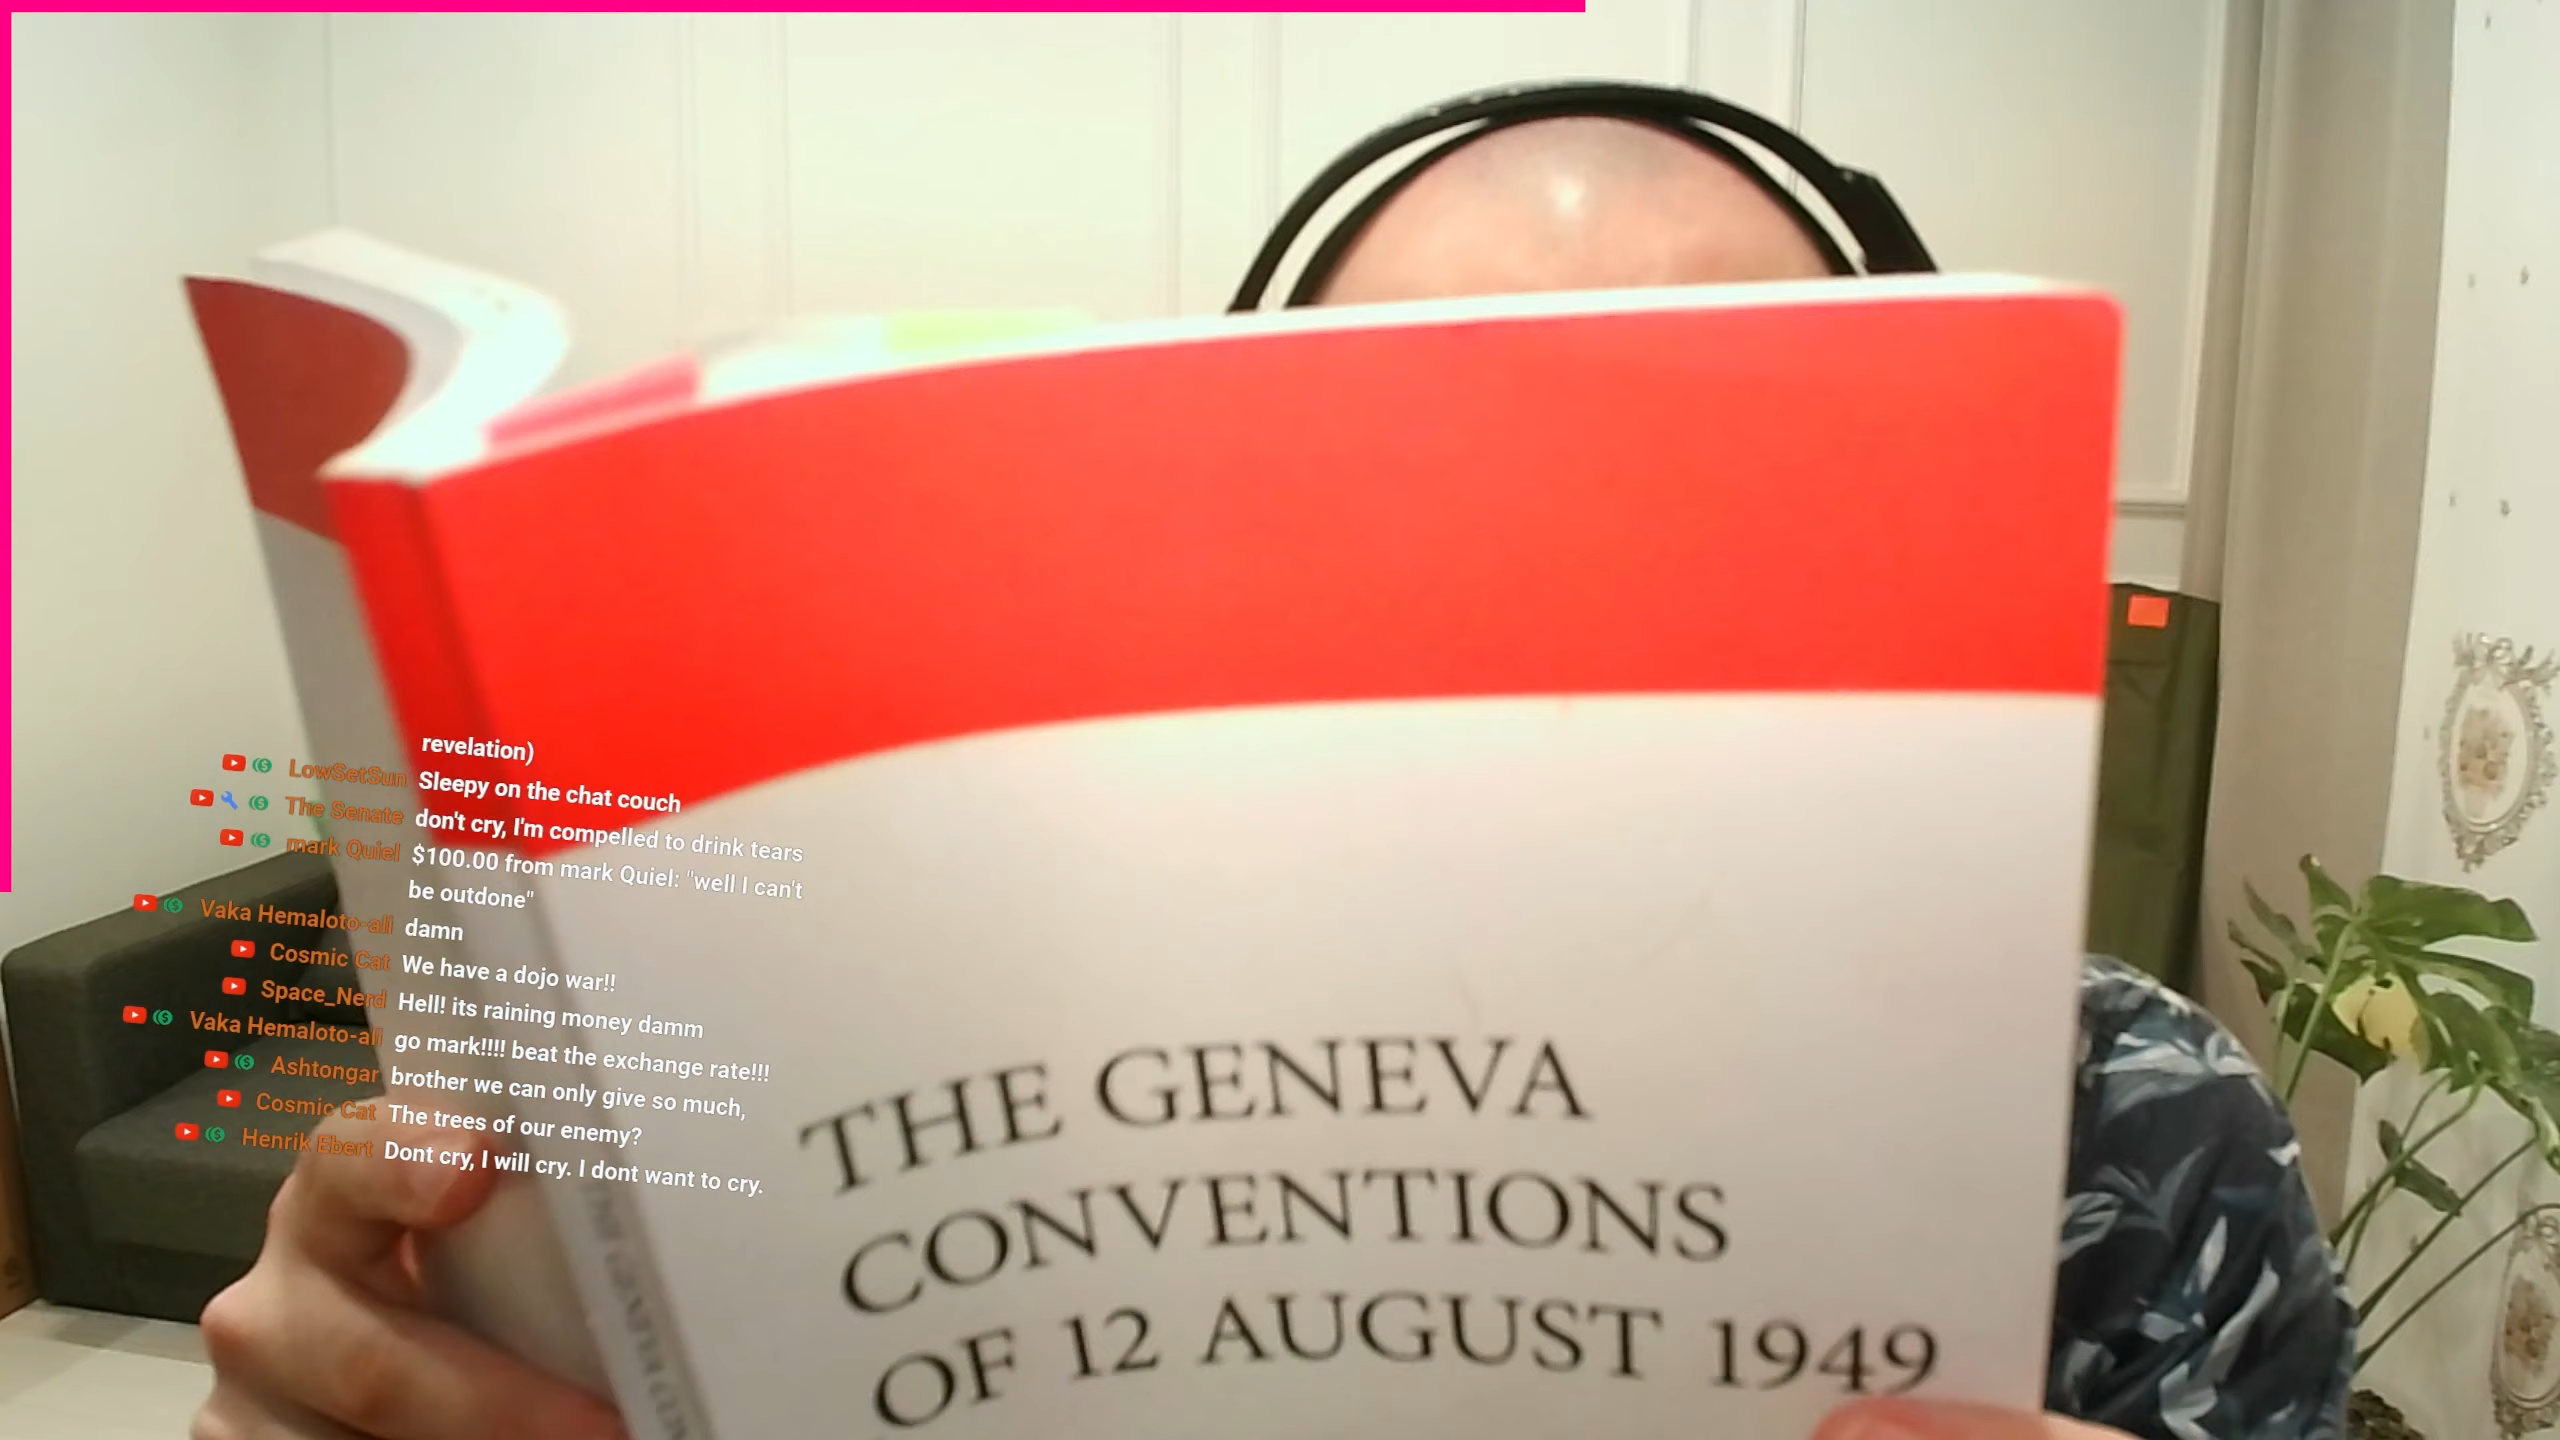 revelation)
LowSetSun Sleepy on the chat couch
The Senate don't cry, I'm compelled to drink tears
mark Quiel $100.00 from mark Quiel: "well I can't
be outdone"
Vaka Hemaloto-ali damn
Cosmic Cat We have a dojo war!!
Space_Nerd Hell! its raining money damm
Vaka Hemaloto-ali go mark!!!! beat the exchange rate!!!
Ashtongar brother we can only give so much,
Cosmic Cat The trees of our enemy?
Henrik Ebert Dont cry, I will cry. I dont want to cry.
THE GENEVA
CONVENTIONS
OF 12 AUGUST 1949